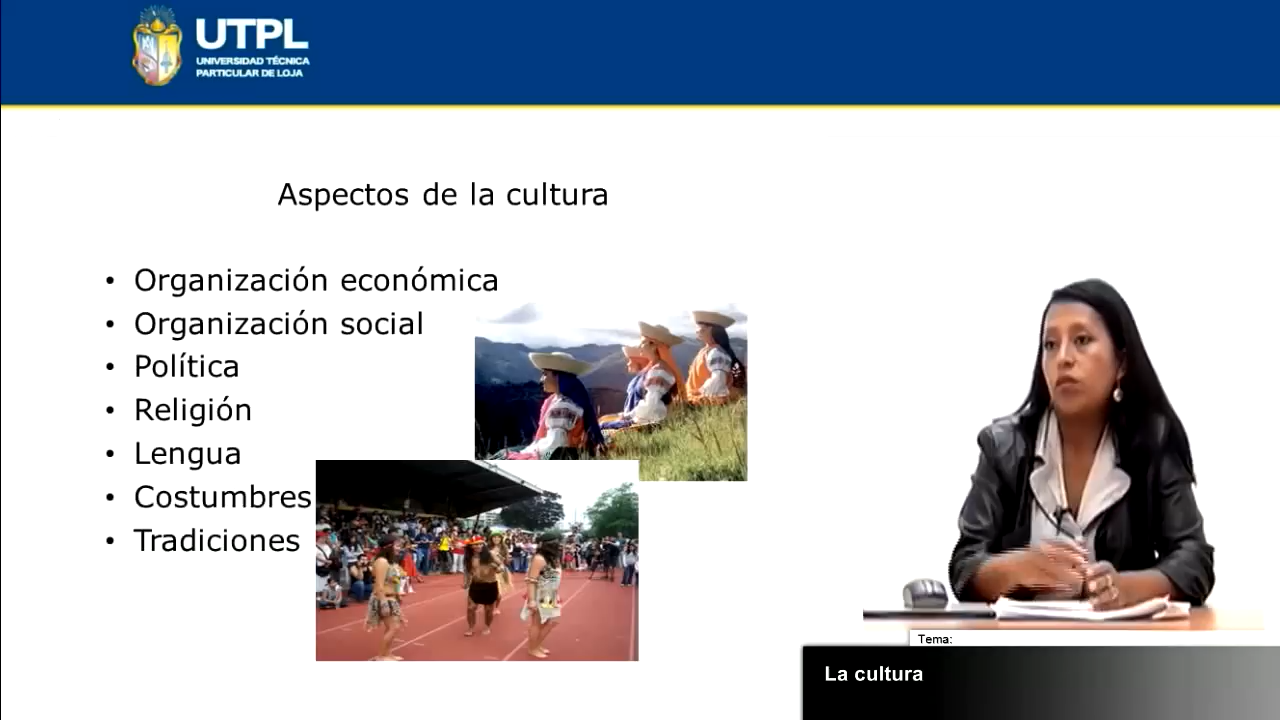 UTPL
UNIVERSIDAD TÉCNICA
PARTICULAR DE LOJA
Aspectos de la cultura
• Organización económica
• Organización social
• Política
• Religión
• Lengua
• Costumbres
• Tradiciones
Tema:
La cultura